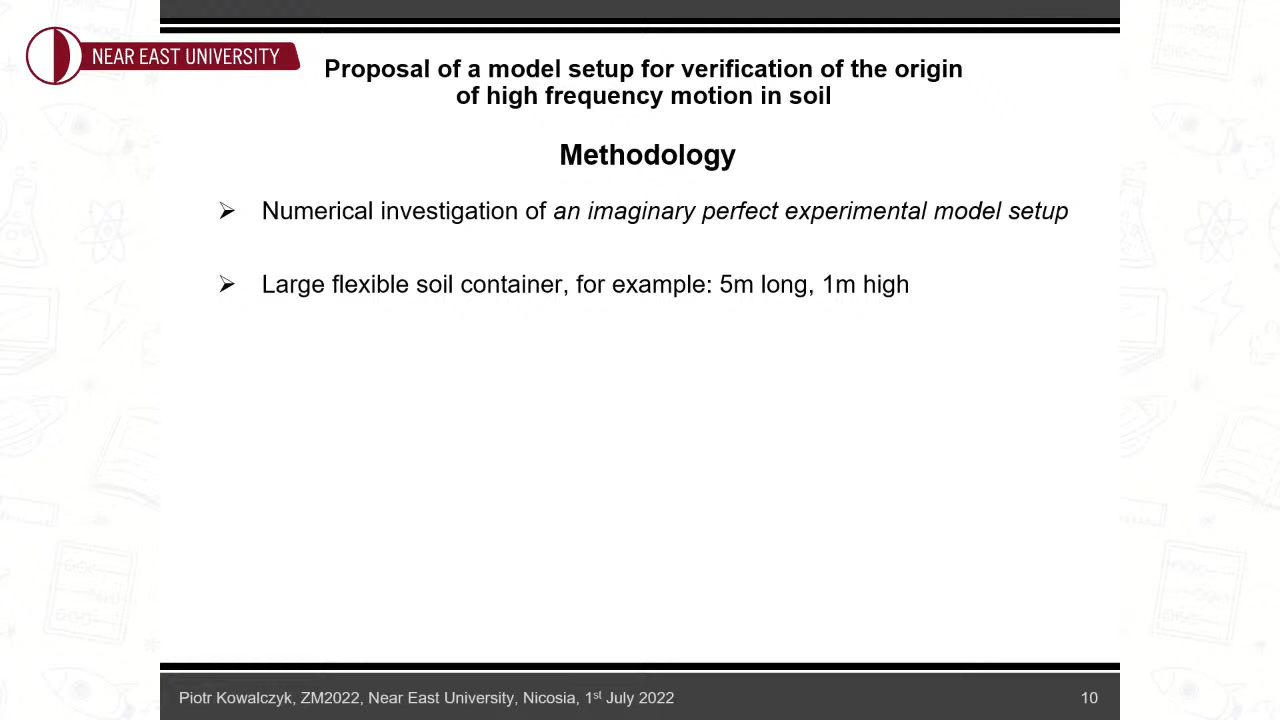 NEAR EAST UNIVERSITY
Proposal of a model setup for verification of the origin
of high frequency motion in soil
Methodology
Numerical investigation of an imaginary perfect experimental model setup
Large flexible soil container, for example: 5m long, 1m high
Piotr Kowalczyk, ZM2022, Near East University, Nicosia, 1st July 2022
10